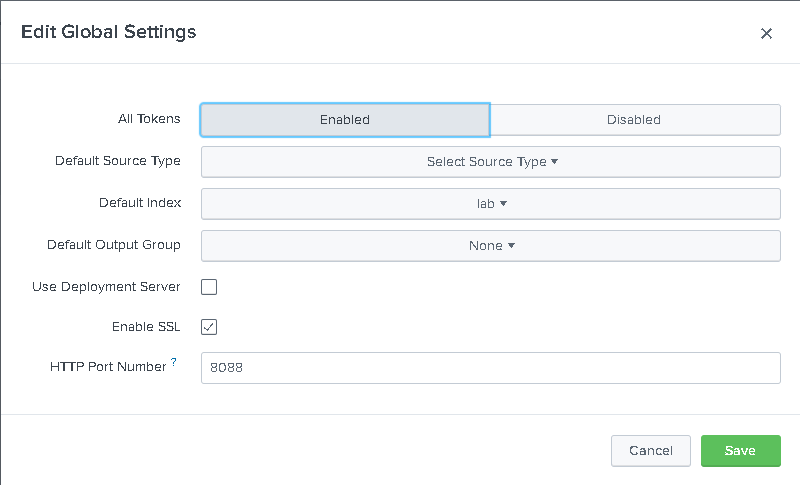 Edit Global Settings
All Tokens
Enabled
Disabled
Default Source Type
Select Source Type
Default Index
lab
Default Output Group
None
Use Deployment Server
Enable SSL
HTTP Port Number ?
8088
Cancel
Save